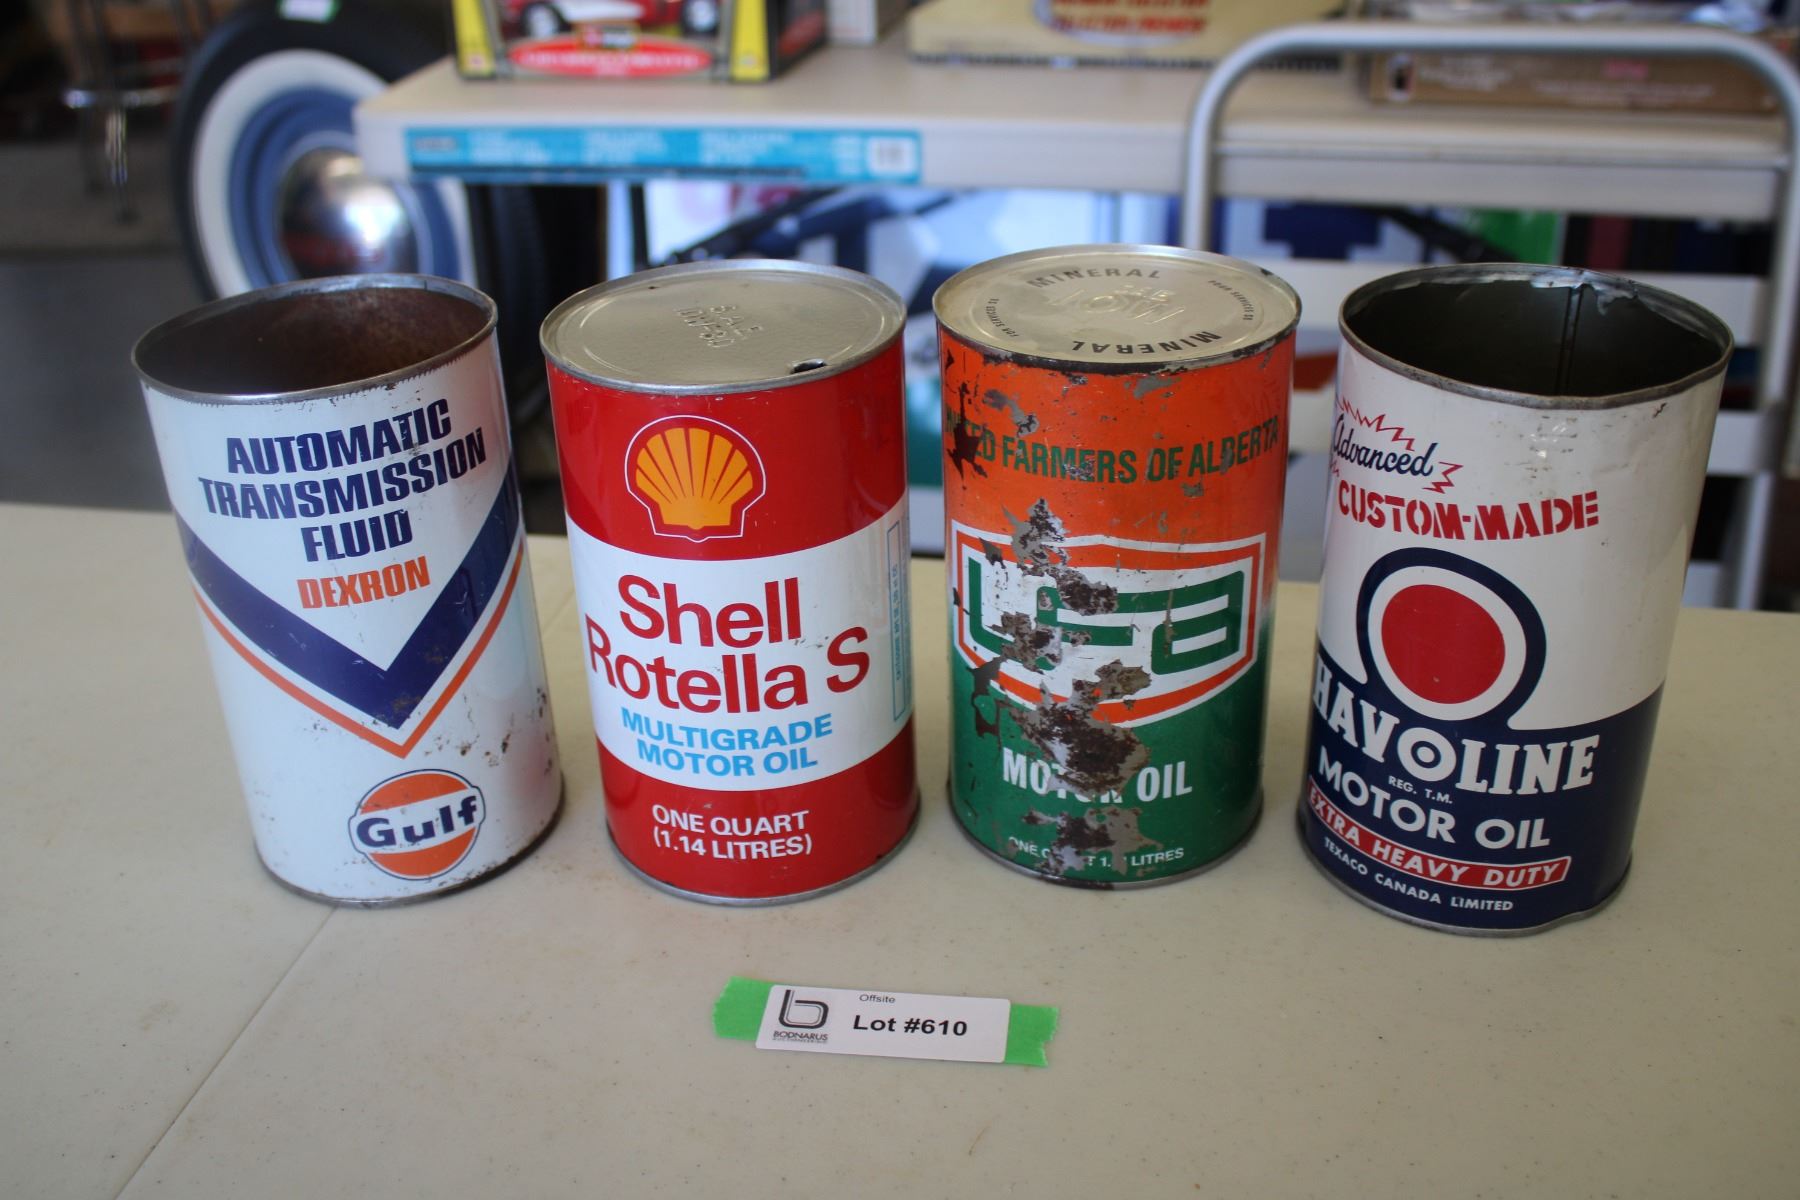 AUTOMATIC
TRANSMISSION
FLUID
DEXRON
Gulf
S.A.E.
Shell
Rotella S
MULTIGRADE
MOTOR OIL
ONE QUART
(1.14 LITRES)
MINERAL
MINERAL
FARMERS OF ALBERTA
UFA
MOTOR OIL
LITRES
Advanced
CUSTOM-MADE
HAVOLINE
REG. T.M.
MOTOR OIL
EXTRA HEAVY DUTY
TEXACO CANADA LIMITED
BODNARUS
Offsite
Lot #610